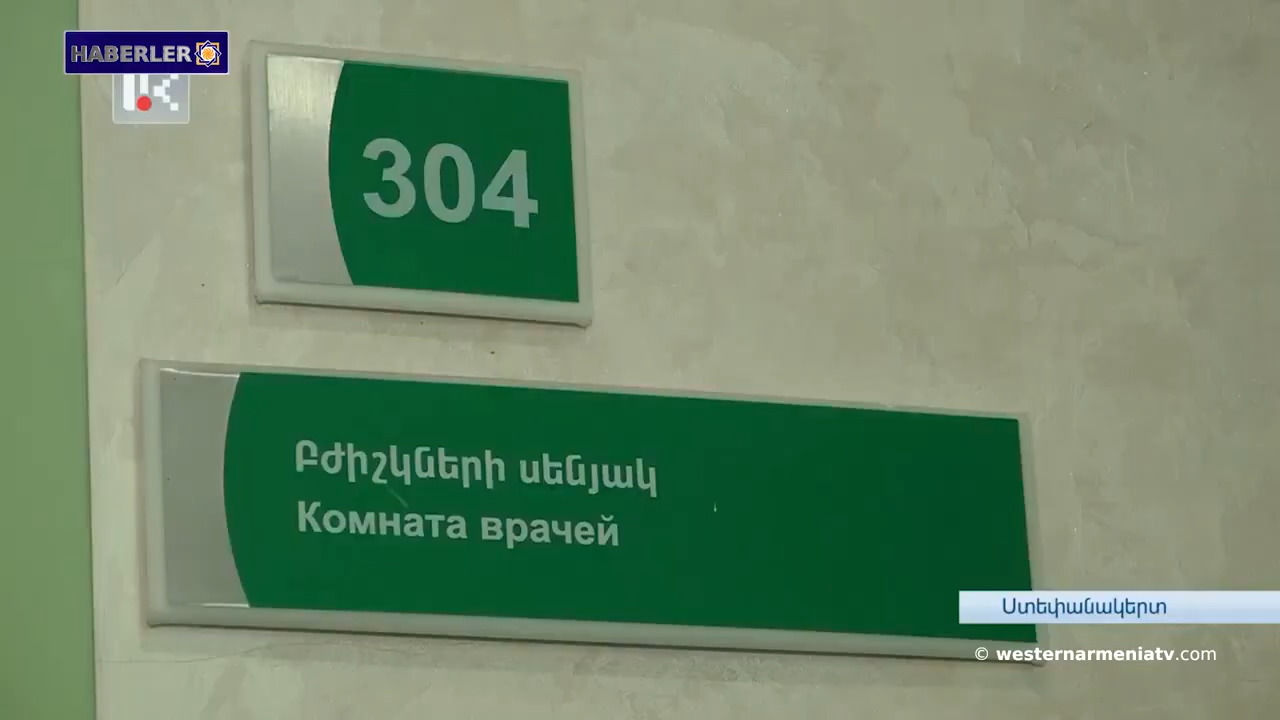 HABERLER
304
Բժիշկների սենյակ
Комната врачей
Ստեփանակերտ
© westernarmeniatv.com